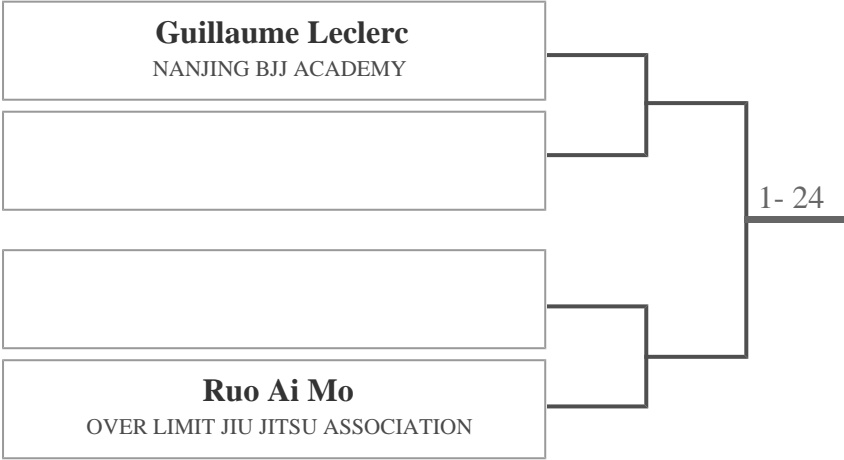 Guillaume Leclerc
NANJING BJJ ACADEMY
1- 24
Ruo Ai Mo
OVER LIMIT JIU JITSU ASSOCIATION